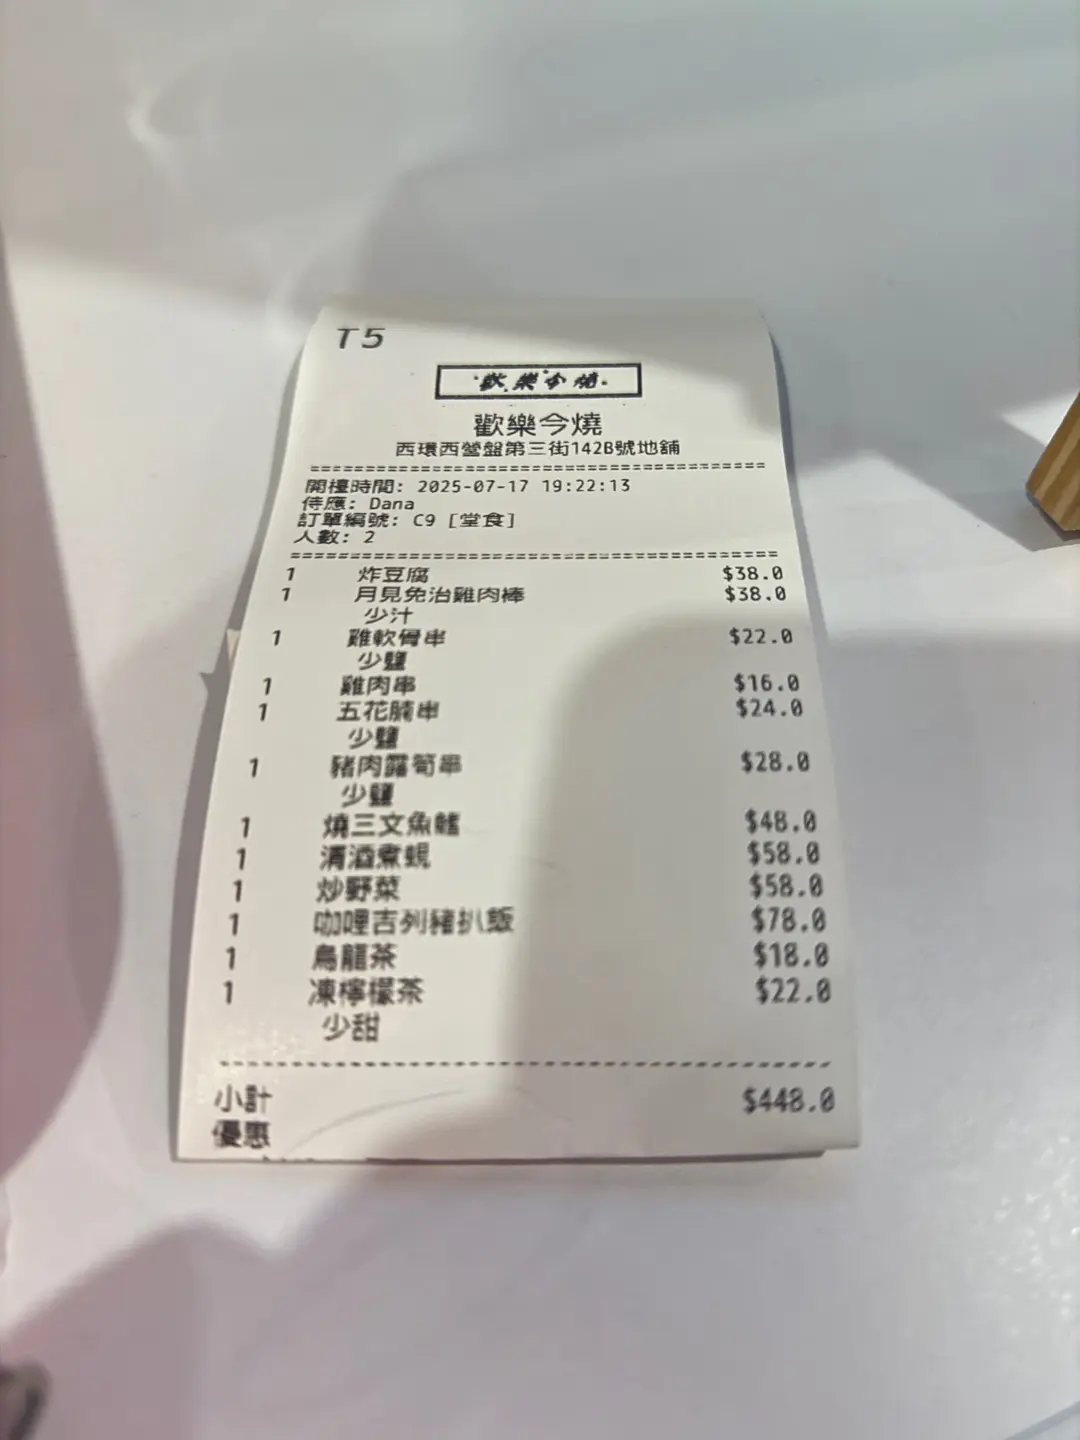 T5
歡樂今燒
歡樂今燒
西環西營盤第三街142B號地舖
開檯時間: 2025-07-17 19:22:13
侍應: Dana
訂單編號: C9 [堂食]
人數: 2
1 炸豆腐 $38.0
1 月見免治雞肉棒 $38.0
少汁
1 雞軟骨串 $22.0
少鹽
1 雞肉串 $16.0
1 五花腩串 $24.0
少鹽
1 豬肉露筍串 $28.0
少鹽
1 燒三文魚鰭 $48.0
1 清酒煮蜆 $58.0
1 炒野菜 $58.0
1 咖喱吉列豬扒飯 $78.0
1 烏龍茶 $18.0
1 凍檸檬茶 $22.0
少甜
小計 $448.0
優惠